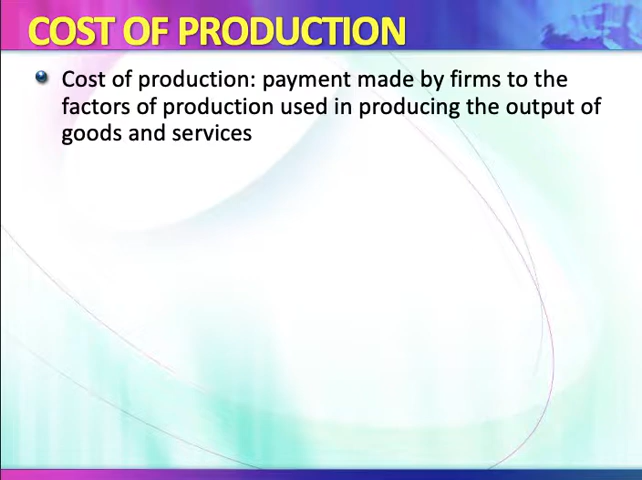 COST OF PRODUCTION
Cost of production: payment made by firms to the
factors of production used in producing the output of
goods and services